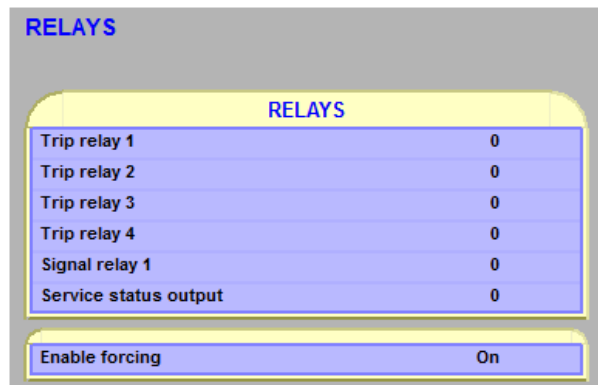 RELAYS
RELAYS
Trip relay 1 0
Trip relay 2 0
Trip relay 3 0
Trip relay 4 0
Signal relay 1 0
Service status output 0
Enable forcing On